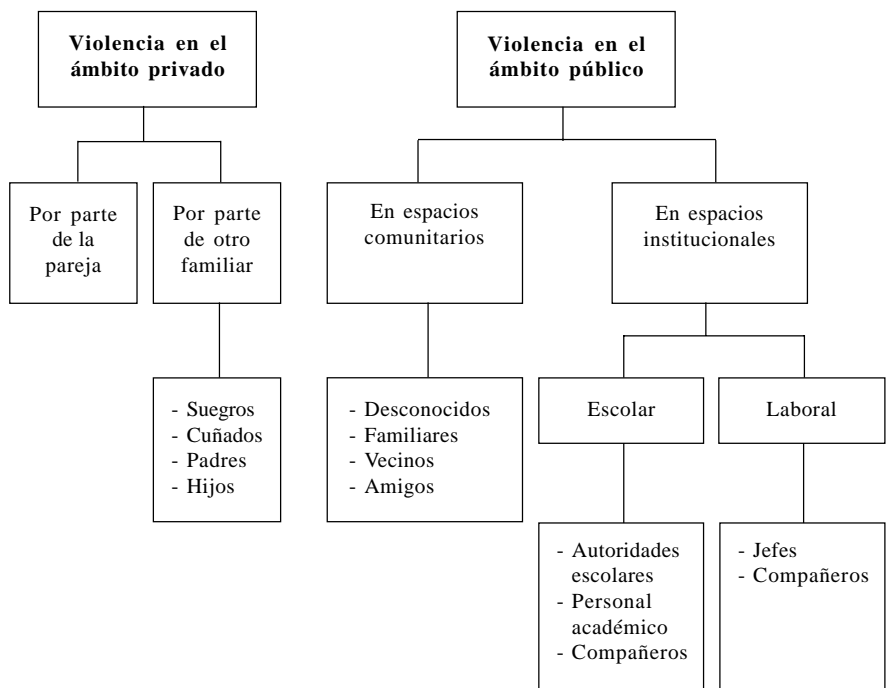 Violencia en el
ámbito privado
Violencia en el
ámbito público
Por parte
de la
pareja
Por parte
de otro
familiar
En espacios
comunitarios
En espacios
institucionales
- Suegros
- Cuñados
- Padres
- Hijos
- Desconocidos
- Familiares
- Vecinos
- Amigos
Escolar
Laboral
- Autoridades
escolares
- Personal
académico
- Compañeros
- Jefes
- Compañeros